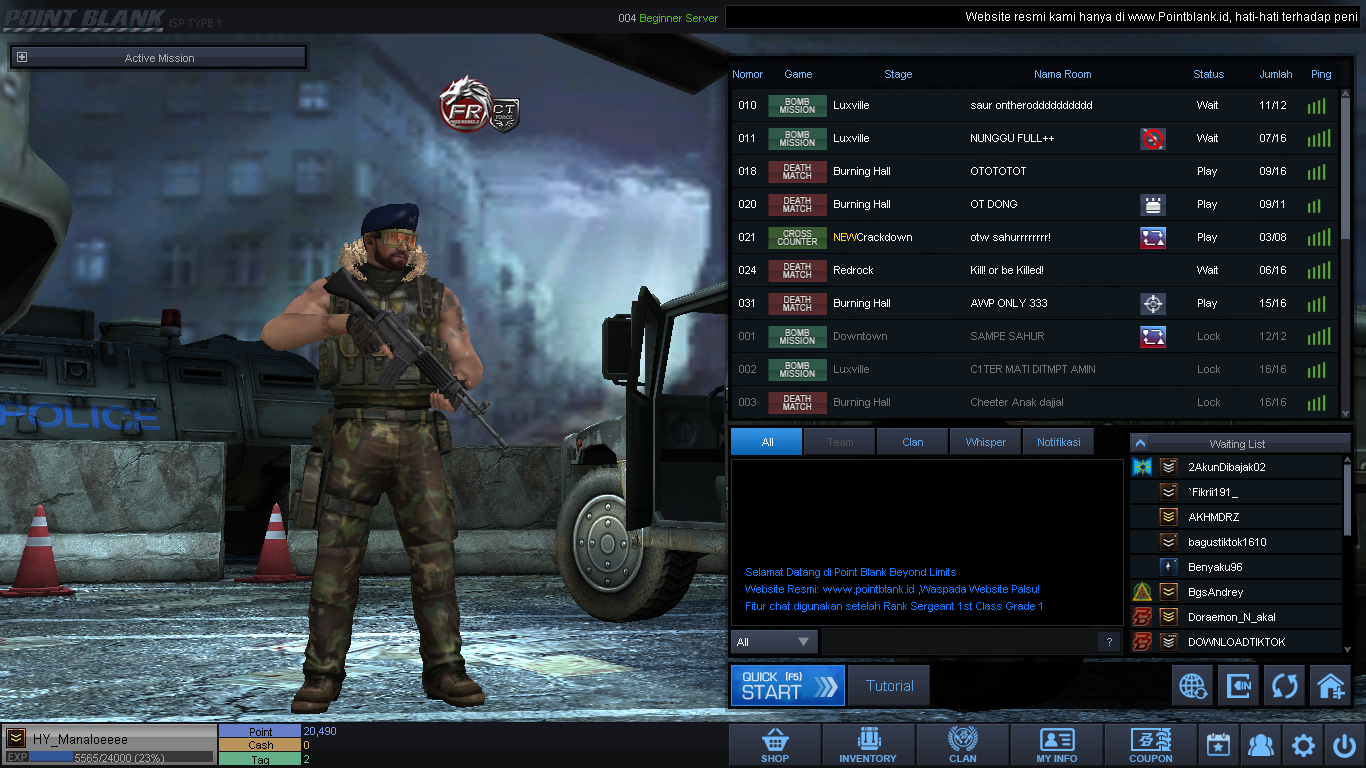 POINT BLANK ISP TYPE 1
004 Beginner Server
Website resmi kami hanya di www.Pointblank.id, hati-hati terhadap peni
Active Mission
FR CT FORCE
Nomor Game Stage Nama Room Status Jumlah Ping
010 BOMB MISSION Luxville saur ontherodddddddddd Wait 11/12
011 BOMB MISSION Luxville NUNGGU FULL++ Wait 07/16
018 DEATH MATCH Burning Hall OTOTOTOT Play 09/16
020 DEATH MATCH Burning Hall OT DONG Play 09/11
021 CROSS COUNTER NEWCrackdown otw sahurrrrrrrr! Play 03/08
024 DEATH MATCH Redrock Kill! or be Killed! Wait 06/16
031 DEATH MATCH Burning Hall AWP ONLY 333 Play 15/16
001 BOMB MISSION Downtown SAMPE SAHUR Lock 12/12
002 BOMB MISSION Luxville C1TER MATI DITMPT AMIN Lock 16/16
003 DEATH MATCH Burning Hall Cheeter Anak dajjal Lock 16/16
POLICE
All Team Clan Whisper Notifikasi
Selamat Datang di Point Blank Beyond Limits
Website Resmi: www.pointblank.id ,Waspada Website Palsu!
Fitur chat digunakan setelah Rank Sergeant 1st Class Grade 1
All ?
Waiting List
2AkunDibajak02
`Fikrii191_
AKHMDRZ
bagustiktok1610
Benyaku96
BgsAndrey
Doraemon_N_akal
DOWNLOADTIKTOK
QUICK (F5) START
Tutorial
IN
HY_Manaloeeee
EXP 5565/24000 (23%)
Point 20,490
Cash 0
Tag 2
SHOP INVENTORY CLAN MY INFO COUPON